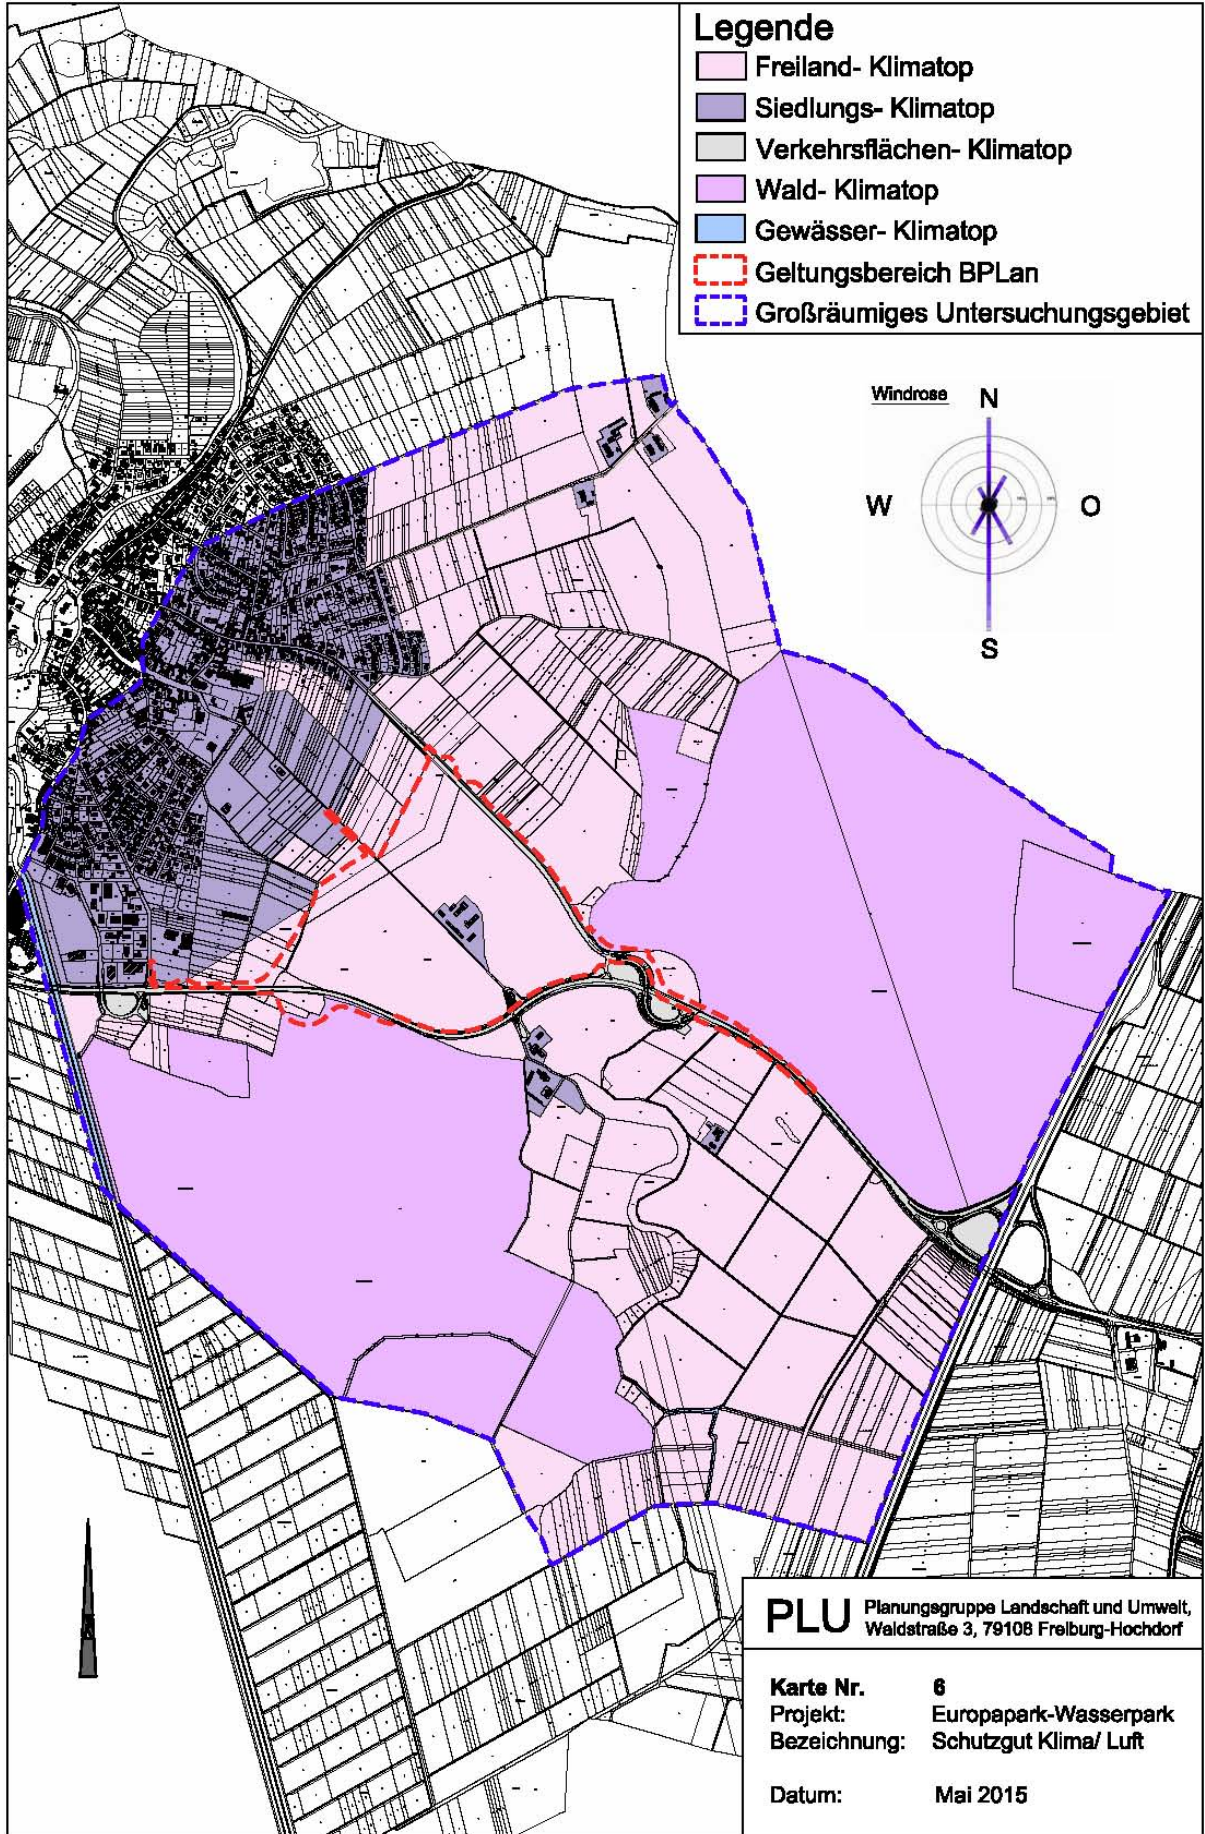 Legende
Freiland- Klimatop
Siedlungs- Klimatop
Verkehrsflächen- Klimatop
Wald- Klimatop
Gewässer- Klimatop
Geltungsbereich BPLan
Großräumiges Untersuchungsgebiet
Windrose
N
W
O
S
PLU Planungsgruppe Landschaft und Umwelt,
Waldstraße 3, 79108 Freiburg-Hochdorf
Karte Nr. 6
Projekt: Europapark-Wasserpark
Bezeichnung: Schutzgut Klima/ Luft
Datum: Mai 2015